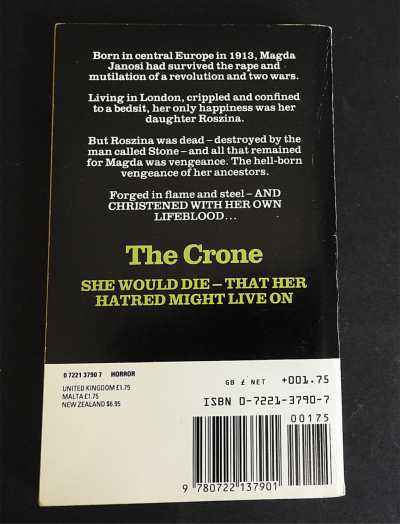 Born in central Europe in 1913, Magda
Janosi had survived the rape and
mutilation of a revolution and two wars.
Living in London, crippled and confined
to a bedsit, her only happiness was her
daughter Roszina.
But Roszina was dead – destroyed by the
man called Stone – and all that remained
for Magda was vengeance. The hell-born
vengeance of her ancestors.
Forged in flame and steel – AND
CHRISTENED WITH HER OWN
LIFEBLOOD...
The Crone
SHE WOULD DIE – THAT HER
HATRED MIGHT LIVE ON
0 7221 3790 7 HORROR
UNITED KINGDOM £1.75
MALTA £1.75
NEW ZEALAND $6.95
GB £ NET +001.75
ISBN 0-7221-3790-7
00175
9 780722 137901